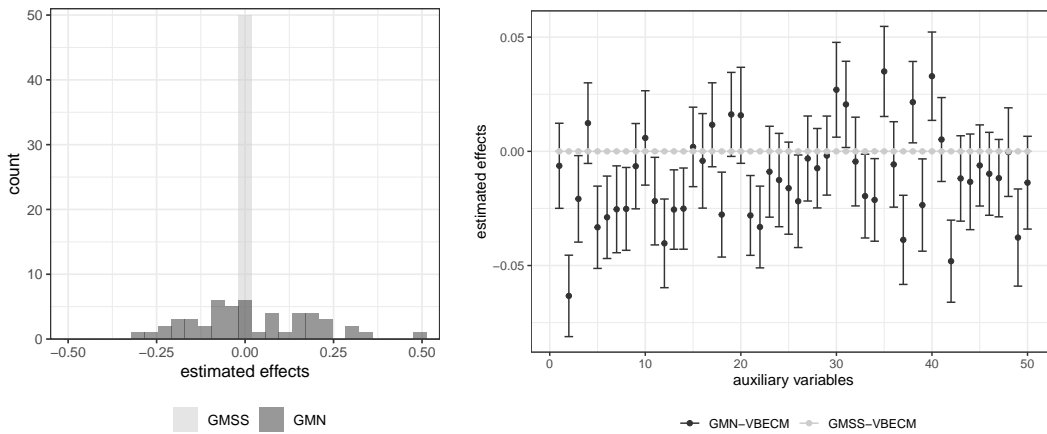 50
40
30
20
10
0
count
−0.50
−0.25
0.00
0.25
0.50
estimated effects
GMSS
GMN
0.05
0.00
−0.05
estimated effects
0
10
20
30
40
50
auxiliary variables
GMN−VBECM
GMSS−VBECM